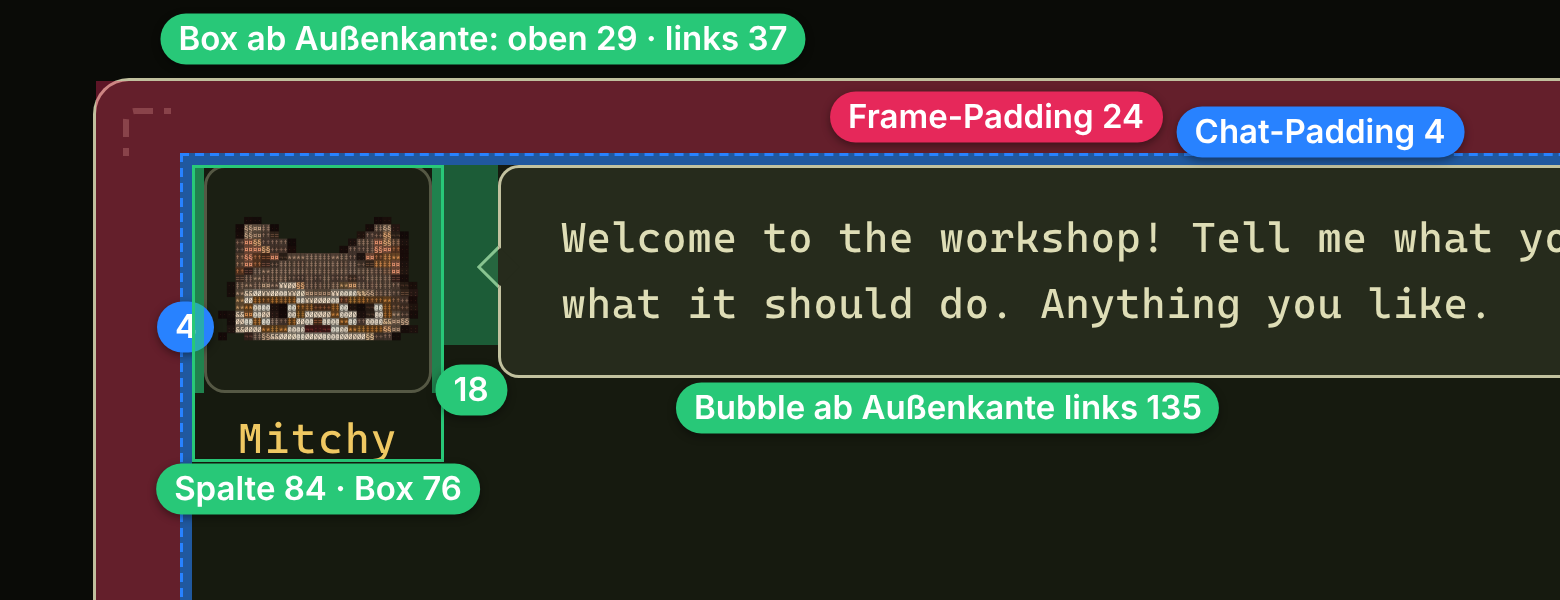 Box ab Außenkante: oben 29 · links 37
Frame-Padding 24
Chat-Padding 4
Welcome to the workshop! Tell me what
what it should do. Anything you like.
4
18
Mitchy
Bubble ab Außenkante links 135
Spalte 84 · Box 76